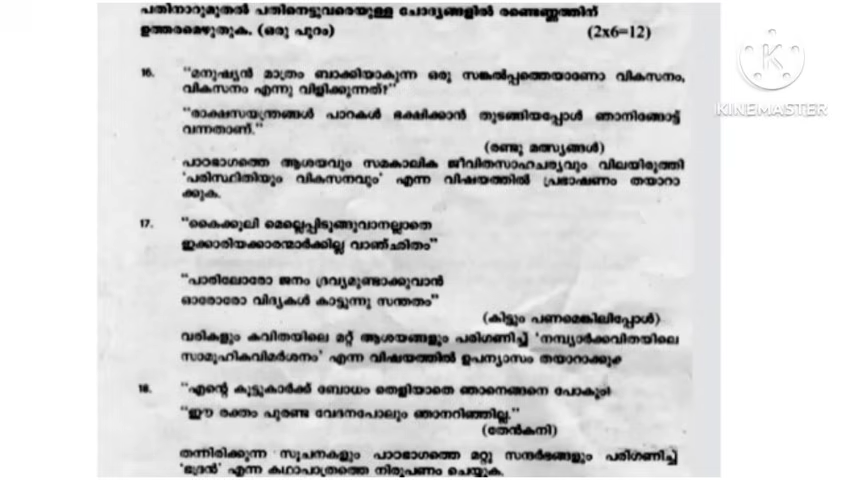 പതിനാറുമുതൽ പതിനെട്ടുവരെയുള്ള ചോദ്യങ്ങളിൽ രണ്ടെണ്ണത്തിന്
ഉത്തരമെഴുതുക. (ഒരു പുറം) (2x6=12)
KINEMASTER
16. "മനുഷ്യൻ മാത്രം ബാക്കിയാകുന്ന ഒരു സങ്കൽപ്പത്തെയാണോ വികസനം,
വികസനം എന്നു വിളിക്കുന്നത്?"
"രാക്ഷസയന്ത്രങ്ങൾ പാറകൾ ഭക്ഷിക്കാൻ തുടങ്ങിയപ്പോൾ ഞാനിങ്ങോട്ട്
വന്നതാണ്."
(രണ്ടു മത്സ്യങ്ങൾ)
പാഠഭാഗത്തെ ആശയവും സമകാലിക ജീവിതസാഹചര്യവും വിലയിരുത്തി
'പരിസ്ഥിതിയും വികസനവും' എന്ന വിഷയത്തിൽ പ്രഭാഷണം തയാറാ
ക്കുക.
17. "കൈക്കൂലി മെല്ലെപ്പിടുങ്ങുവാനല്ലാതെ
ഇക്കാരിയക്കാരന്മാർക്കില്ല വാഞ്ഛിതം"
"പാരിലോരോ ജനം ദ്രവ്യമുണ്ടാക്കുവാൻ
ഓരോരോ വിദ്യകൾ കാട്ടുന്നു സന്തതം"
(കിട്ടും പണമെങ്കിലിപ്പോൾ)
വരികളും കവിതയിലെ മറ്റ് ആശയങ്ങളും പരിഗണിച്ച് 'നമ്പ്യാർക്കവിതയിലെ
സാമൂഹികവിമർശനം' എന്ന വിഷയത്തിൽ ഉപന്യാസം തയാറാക്കുക
18. "എന്റെ കൂട്ടുകാർക്ക് ബോധം തെളിയാതെ ഞാനെങ്ങനെ പോകും
"ഈ രക്തം പുരണ്ട വേദനപോലും ഞാനറിഞ്ഞില്ല."
(തേൻകനി)
തന്നിരിക്കുന്ന സൂചനകളും പാഠഭാഗത്തെ മറ്റു സന്ദർഭങ്ങളും പരിഗണിച്ച്
'ഭദ്രൻ' എന്ന കഥാപാത്രത്തെ നിരൂപണം ചെയ്യുക.